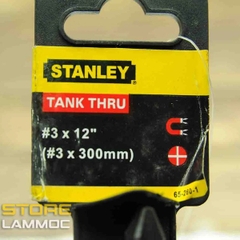 STANLEY
TANK THRU
#3 x 12"
(#3 x 300mm)
STORE
LAMMOC